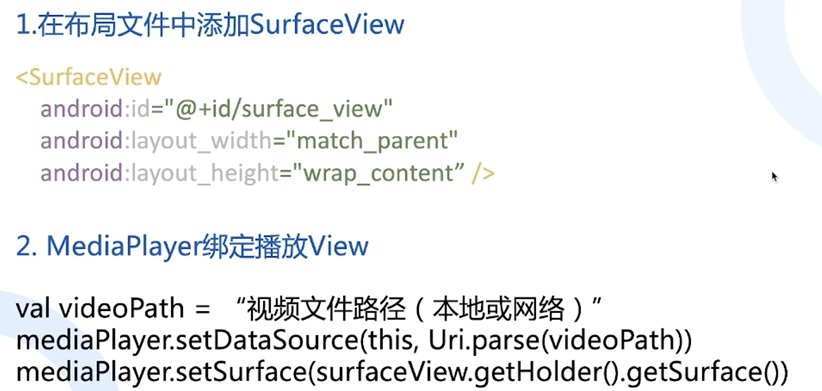 1.在布局文件中添加SurfaceView
<SurfaceView
android:id="@+id/surface_view"
android:layout_width="match_parent"
android:layout_height="wrap_content” />
2. MediaPlayer绑定播放View
val videoPath = “视频文件路径（本地或网络）”
mediaPlayer.setDataSource(this, Uri.parse(videoPath))
mediaPlayer.setSurface(surfaceView.getHolder().getSurface())